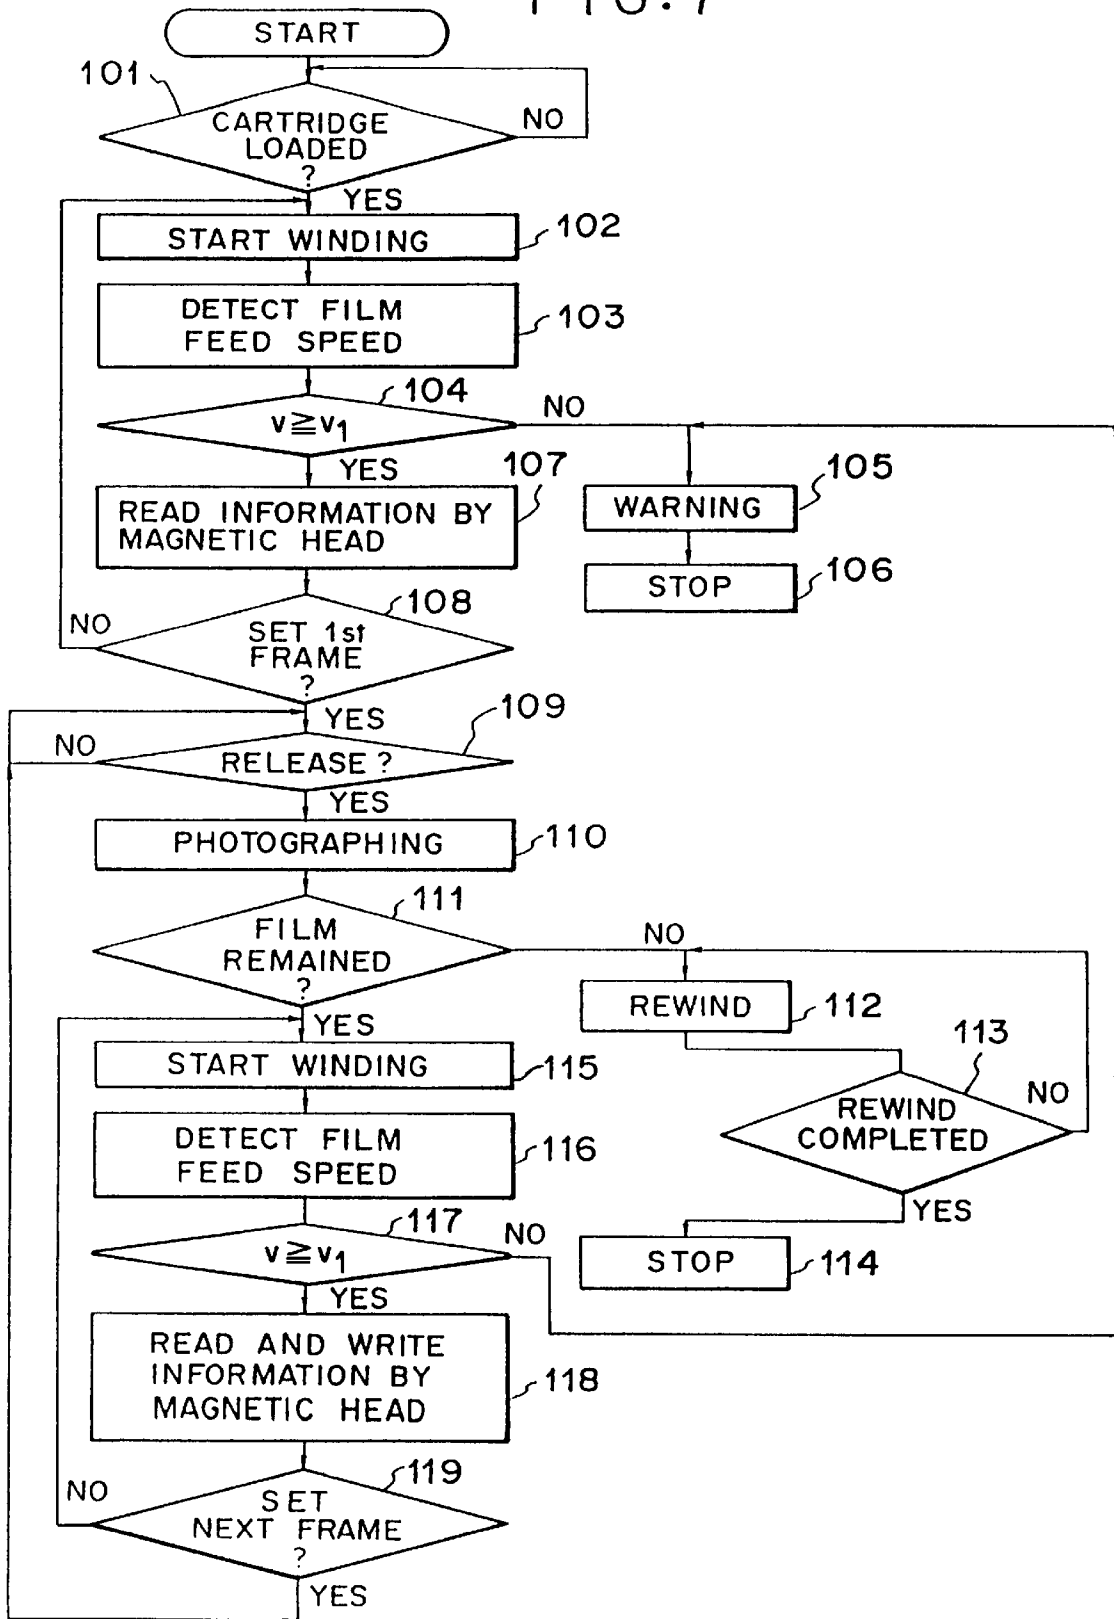 FIG. 7
START
101
CARTRIDGE
LOADED
?
NO
YES
START WINDING
102
DETECT FILM
FEED SPEED
103
104
v≧v1
NO
YES
107
READ INFORMATION BY
MAGNETIC HEAD
WARNING
105
STOP
106
108
SET 1st
FRAME
?
NO
YES
109
RELEASE ?
NO
YES
PHOTOGRAPHING
110
111
FILM
REMAINED
?
NO
YES
REWIND
112
113
REWIND
COMPLETED
NO
YES
STOP
114
START WINDING
115
DETECT FILM
FEED SPEED
116
117
v≧v1
NO
YES
READ AND WRITE
INFORMATION BY
MAGNETIC HEAD
118
119
SET
NEXT FRAME
?
NO
YES